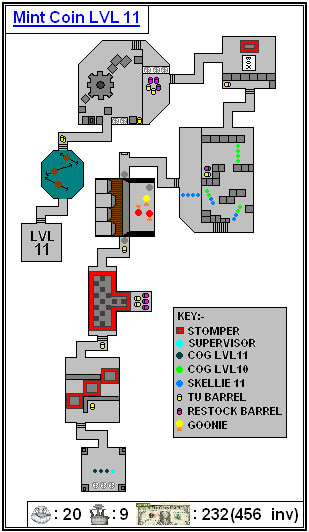 Mint Coin LVL 11
BOX
LVL
11
KEY:-
STOMPER
SUPERVISOR
COG LVL11
COG LVL10
SKELLIE 11
TU BARREL
RESTOCK BARREL
GOONIE
: 20 : 9 : 232(456 inv)